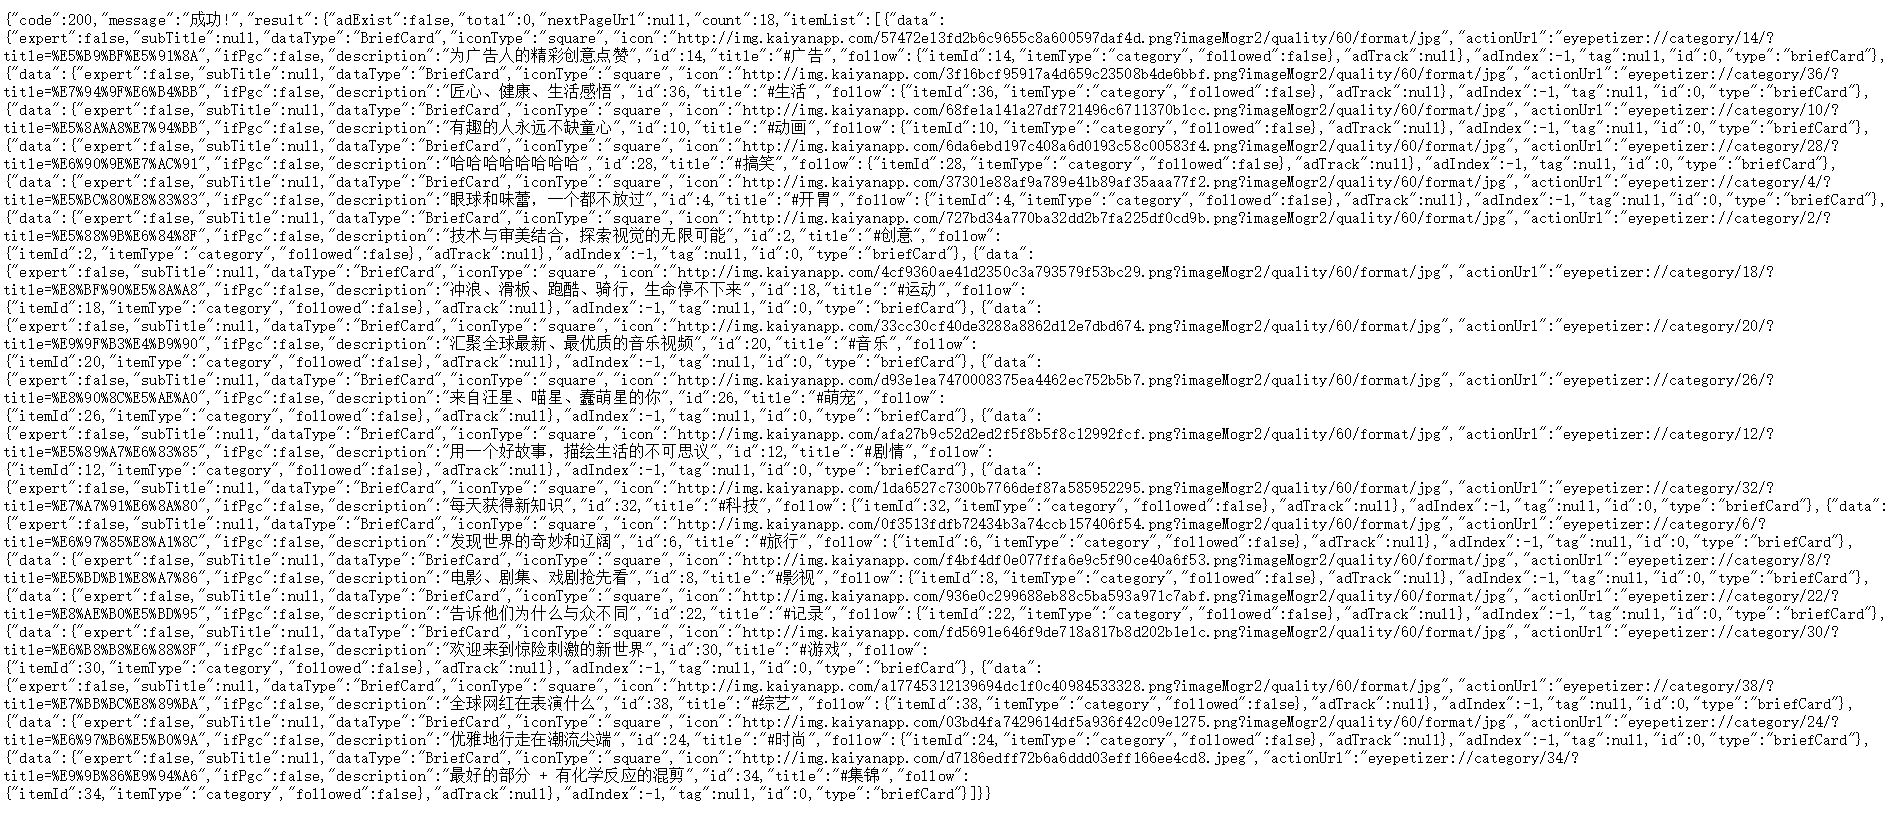 {"code":200,"message":"成功!","result":{"adExist":false,"total":0,"nextPageUrl":null,"count":18,"itemList":[{"data":
{"expert":false,"subTitle":null,"dataType":"BriefCard","iconType":"square","icon":"http://img.kaiyanapp.com/57472e13fd2b6c9655c8a600597daf4d.png?imageMogr2/quality/60/format/jpg","actionUrl":"eyepetizer://category/14/?
title=%E5%B9%BF%E5%91%8A","ifPgc":false,"description":"为广告人的精彩创意点赞","id":14,"title":"#广告","follow":{"itemId":14,"itemType":"category","followed":false},"adTrack":null},"adIndex":-1,"tag":null,"id":0,"type":"briefCard"},
{"data":{"expert":false,"subTitle":null,"dataType":"BriefCard","iconType":"square","icon":"http://img.kaiyanapp.com/3f16bcf95917a4d659c23508b4de6bbf.png?imageMogr2/quality/60/format/jpg","actionUrl":"eyepetizer://category/36/?
title=%E7%94%9F%E6%B4%BB","ifPgc":false,"description":"匠心、健康、生活感悟","id":36,"title":"#生活","follow":{"itemId":36,"itemType":"category","followed":false},"adTrack":null},"adIndex":-1,"tag":null,"id":0,"type":"briefCard"},
{"data":{"expert":false,"subTitle":null,"dataType":"BriefCard","iconType":"square","icon":"http://img.kaiyanapp.com/68fe1a141a27df721496c6711370b1cc.png?imageMogr2/quality/60/format/jpg","actionUrl":"eyepetizer://category/10/?
title=%E5%8A%A8%E7%94%BB","ifPgc":false,"description":"有趣的人永远不缺童心","id":10,"title":"#动画","follow":{"itemId":10,"itemType":"category","followed":false},"adTrack":null},"adIndex":-1,"tag":null,"id":0,"type":"briefCard"},
{"data":{"expert":false,"subTitle":null,"dataType":"BriefCard","iconType":"square","icon":"http://img.kaiyanapp.com/6da6ebd197c408a6d0193c58c00583f4.png?imageMogr2/quality/60/format/jpg","actionUrl":"eyepetizer://category/28/?
title=%E6%90%9E%E7%AC%91","ifPgc":false,"description":"哈哈哈哈哈哈哈哈","id":28,"title":"#搞笑","follow":{"itemId":28,"itemType":"category","followed":false},"adTrack":null},"adIndex":-1,"tag":null,"id":0,"type":"briefCard"},
{"data":{"expert":false,"subTitle":null,"dataType":"BriefCard","iconType":"square","icon":"http://img.kaiyanapp.com/37301e88af9a789e41b89af35aaa77f2.png?imageMogr2/quality/60/format/jpg","actionUrl":"eyepetizer://category/4/?
title=%E5%BC%80%E8%83%83","ifPgc":false,"description":"眼球和味蕾，一个都不放过","id":4,"title":"#开胃","follow":{"itemId":4,"itemType":"category","followed":false},"adTrack":null},"adIndex":-1,"tag":null,"id":0,"type":"briefCard"},
{"data":{"expert":false,"subTitle":null,"dataType":"BriefCard","iconType":"square","icon":"http://img.kaiyanapp.com/727bd34a770ba32dd2b7fa225df0cd9b.png?imageMogr2/quality/60/format/jpg","actionUrl":"eyepetizer://category/2/?
title=%E5%88%9B%E6%84%8F","ifPgc":false,"description":"技术与审美结合，探索视觉的无限可能","id":2,"title":"#创意","follow":
{"itemId":2,"itemType":"category","followed":false},"adTrack":null},"adIndex":-1,"tag":null,"id":0,"type":"briefCard"},{"data":
{"expert":false,"subTitle":null,"dataType":"BriefCard","iconType":"square","icon":"http://img.kaiyanapp.com/4cf9360ae41d2350c3a793579f53bc29.png?imageMogr2/quality/60/format/jpg","actionUrl":"eyepetizer://category/18/?
title=%E8%BF%90%E5%8A%A8","ifPgc":false,"description":"冲浪、滑板、跑酷、骑行，生命停不下来","id":18,"title":"#运动","follow":
{"itemId":18,"itemType":"category","followed":false},"adTrack":null},"adIndex":-1,"tag":null,"id":0,"type":"briefCard"},{"data":
{"expert":false,"subTitle":null,"dataType":"BriefCard","iconType":"square","icon":"http://img.kaiyanapp.com/33cc30cf40de3288a8862d12e7dbd674.png?imageMogr2/quality/60/format/jpg","actionUrl":"eyepetizer://category/20/?
title=%E9%9F%B3%E4%B9%90","ifPgc":false,"description":"汇聚全球最新、最优质的音乐视频","id":20,"title":"#音乐","follow":
{"itemId":20,"itemType":"category","followed":false},"adTrack":null},"adIndex":-1,"tag":null,"id":0,"type":"briefCard"},{"data":
{"expert":false,"subTitle":null,"dataType":"BriefCard","iconType":"square","icon":"http://img.kaiyanapp.com/d93e1ea7470008375ea4462ec752b5b7.png?imageMogr2/quality/60/format/jpg","actionUrl":"eyepetizer://category/26/?
title=%E8%90%8C%E5%AE%A0","ifPgc":false,"description":"来自汪星、喵星、蠢萌星的你","id":26,"title":"#萌宠","follow":
{"itemId":26,"itemType":"category","followed":false},"adTrack":null},"adIndex":-1,"tag":null,"id":0,"type":"briefCard"},{"data":
{"expert":false,"subTitle":null,"dataType":"BriefCard","iconType":"square","icon":"http://img.kaiyanapp.com/afa27b9c52d2ed2f5f8b5f8c12992fcf.png?imageMogr2/quality/60/format/jpg","actionUrl":"eyepetizer://category/12/?
title=%E5%89%A7%E6%83%85","ifPgc":false,"description":"用一个好故事，描绘生活的不可思议","id":12,"title":"#剧情","follow":
{"itemId":12,"itemType":"category","followed":false},"adTrack":null},"adIndex":-1,"tag":null,"id":0,"type":"briefCard"},{"data":
{"expert":false,"subTitle":null,"dataType":"BriefCard","iconType":"square","icon":"http://img.kaiyanapp.com/1da6527c7300b7766def87a585952295.png?imageMogr2/quality/60/format/jpg","actionUrl":"eyepetizer://category/32/?
title=%E7%A7%91%E6%8A%80","ifPgc":false,"description":"每天获得新知识","id":32,"title":"#科技","follow":{"itemId":32,"itemType":"category","followed":false},"adTrack":null},"adIndex":-1,"tag":null,"id":0,"type":"briefCard"},{"data":
{"expert":false,"subTitle":null,"dataType":"BriefCard","iconType":"square","icon":"http://img.kaiyanapp.com/0f3513fdfb72434b3a74ccb157406f54.png?imageMogr2/quality/60/format/jpg","actionUrl":"eyepetizer://category/6/?
title=%E6%97%85%E8%A1%8C","ifPgc":false,"description":"发现世界的奇妙和辽阔","id":6,"title":"#旅行","follow":{"itemId":6,"itemType":"category","followed":false},"adTrack":null},"adIndex":-1,"tag":null,"id":0,"type":"briefCard"},
{"data":{"expert":false,"subTitle":null,"dataType":"BriefCard","iconType":"square","icon":"http://img.kaiyanapp.com/f4bf4df0e077ffa6e9c5f90ce40a6f53.png?imageMogr2/quality/60/format/jpg","actionUrl":"eyepetizer://category/8/?
title=%E5%BD%B1%E8%A7%86","ifPgc":false,"description":"电影、剧集、戏剧抢先看","id":8,"title":"#影视","follow":{"itemId":8,"itemType":"category","followed":false},"adTrack":null},"adIndex":-1,"tag":null,"id":0,"type":"briefCard"},
{"data":{"expert":false,"subTitle":null,"dataType":"BriefCard","iconType":"square","icon":"http://img.kaiyanapp.com/936e0c299688eb88c5ba593a971c7abf.png?imageMogr2/quality/60/format/jpg","actionUrl":"eyepetizer://category/22/?
title=%E8%AE%B0%E5%BD%95","ifPgc":false,"description":"告诉他们为什么与众不同","id":22,"title":"#记录","follow":{"itemId":22,"itemType":"category","followed":false},"adTrack":null},"adIndex":-1,"tag":null,"id":0,"type":"briefCard"},
{"data":{"expert":false,"subTitle":null,"dataType":"BriefCard","iconType":"square","icon":"http://img.kaiyanapp.com/fd5691e646f9de718a817b8d202b1e1c.png?imageMogr2/quality/60/format/jpg","actionUrl":"eyepetizer://category/30/?
title=%E6%B8%B8%E6%88%8F","ifPgc":false,"description":"欢迎来到惊险刺激的新世界","id":30,"title":"#游戏","follow":
{"itemId":30,"itemType":"category","followed":false},"adTrack":null},"adIndex":-1,"tag":null,"id":0,"type":"briefCard"},{"data":
{"expert":false,"subTitle":null,"dataType":"BriefCard","iconType":"square","icon":"http://img.kaiyanapp.com/a17745312139694dc1f0c40984533328.png?imageMogr2/quality/60/format/jpg","actionUrl":"eyepetizer://category/38/?
title=%E7%BB%BC%E8%89%BA","ifPgc":false,"description":"全球网红在表演什么","id":38,"title":"#综艺","follow":{"itemId":38,"itemType":"category","followed":false},"adTrack":null},"adIndex":-1,"tag":null,"id":0,"type":"briefCard"},
{"data":{"expert":false,"subTitle":null,"dataType":"BriefCard","iconType":"square","icon":"http://img.kaiyanapp.com/03bd4fa7429614df5a936f42c09e1275.png?imageMogr2/quality/60/format/jpg","actionUrl":"eyepetizer://category/24/?
title=%E6%97%B6%E5%B0%9A","ifPgc":false,"description":"优雅地行走在潮流尖端","id":24,"title":"#时尚","follow":{"itemId":24,"itemType":"category","followed":false},"adTrack":null},"adIndex":-1,"tag":null,"id":0,"type":"briefCard"},
{"data":{"expert":false,"subTitle":null,"dataType":"BriefCard","iconType":"square","icon":"http://img.kaiyanapp.com/d7186edff72b6a6ddd03eff166ee4cd8.jpeg","actionUrl":"eyepetizer://category/34/?
title=%E9%9B%86%E9%94%A6","ifPgc":false,"description":"最好的部分 + 有化学反应的混剪","id":34,"title":"#集锦","follow":
{"itemId":34,"itemType":"category","followed":false},"adTrack":null},"adIndex":-1,"tag":null,"id":0,"type":"briefCard"}]}}